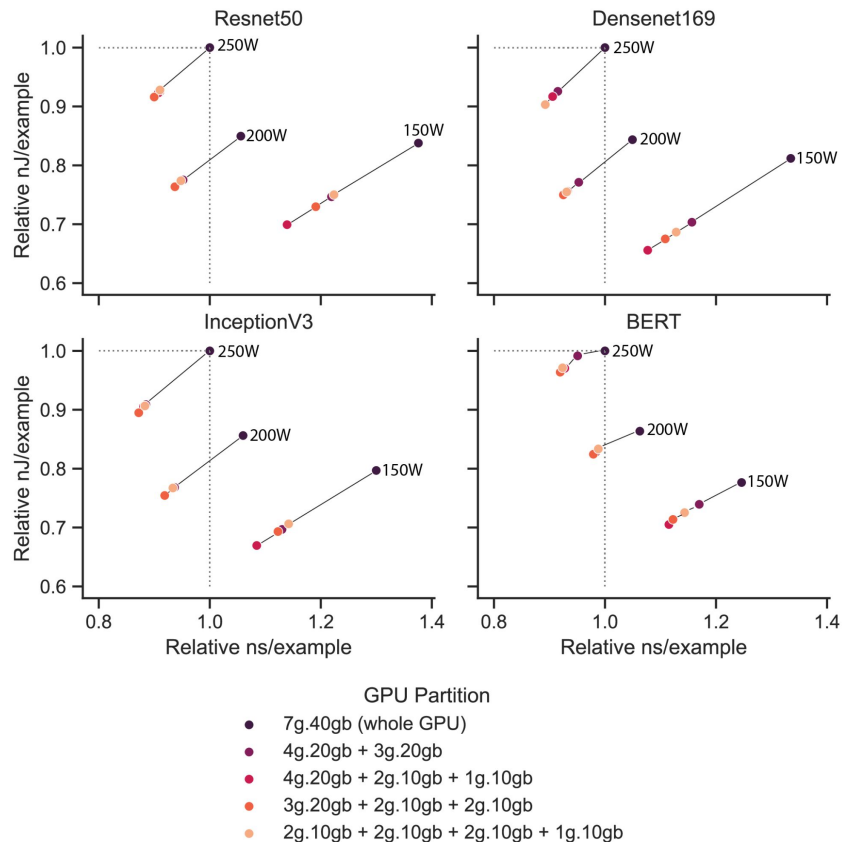 Resnet50
Densenet169
Relative nJ/example
1.0
0.9
0.8
0.7
0.6
250W
200W
150W
250W
200W
150W
InceptionV3
BERT
Relative nJ/example
1.0
0.9
0.8
0.7
0.6
250W
200W
150W
250W
200W
150W
0.8 1.0 1.2 1.4
0.8 1.0 1.2 1.4
Relative ns/example
Relative ns/example
GPU Partition
7g.40gb (whole GPU)
4g.20gb + 3g.20gb
4g.20gb + 2g.10gb + 1g.10gb
3g.20gb + 2g.10gb + 2g.10gb
2g.10gb + 2g.10gb + 2g.10gb + 1g.10gb